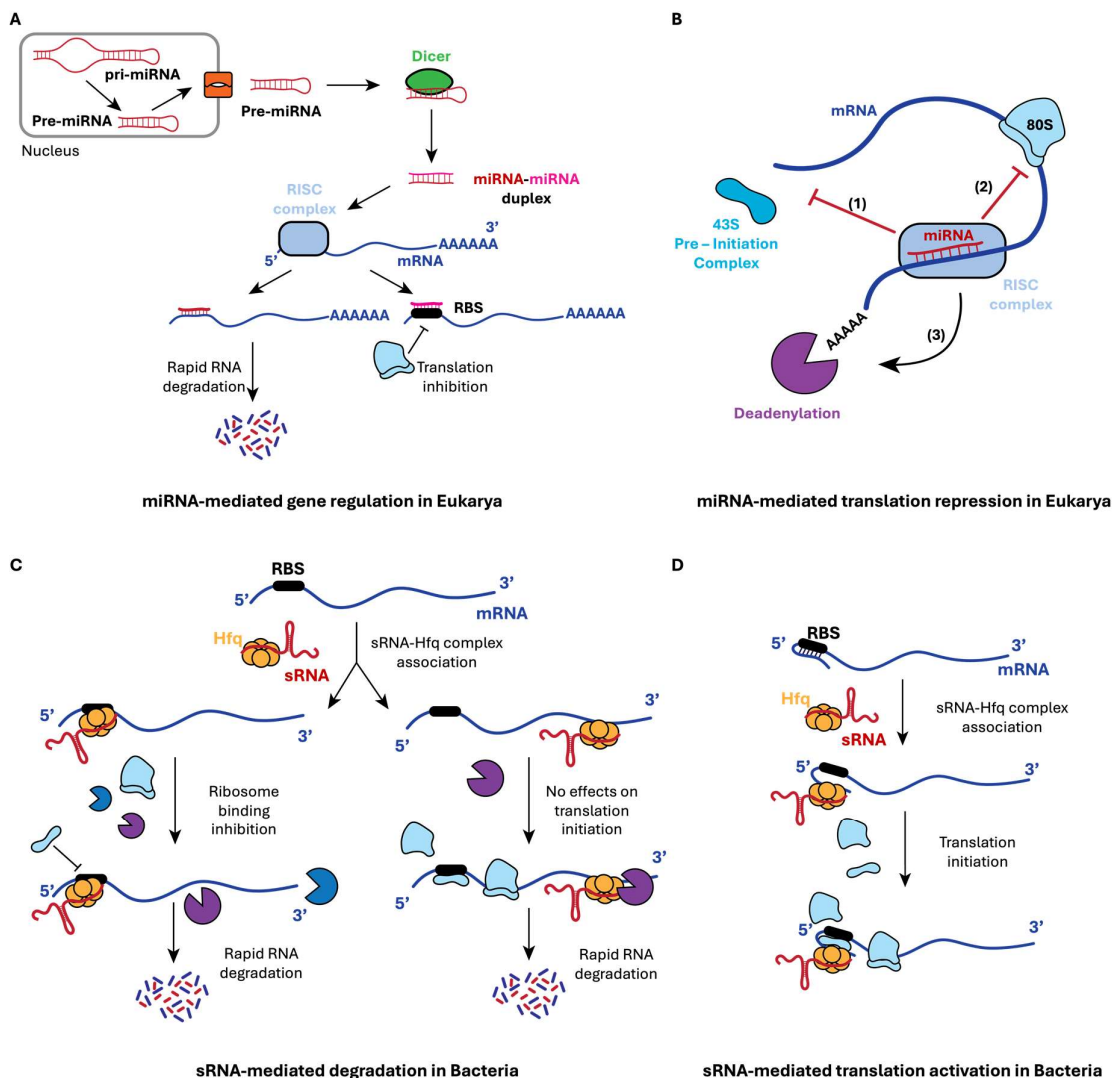 A
pri-miRNA
Pre-miRNA
Nucleus
Pre-miRNA
Dicer
miRNA-miRNA
duplex
RISC
complex
5’
3’
AAAAAA
mRNA
AAAAAA
RBS
AAAAAA
Rapid RNA
degradation
Translation
inhibition
miRNA-mediated gene regulation in Eukarya
B
mRNA
80S
43S
Pre – Initiation
Complex
(1)
(2)
miRNA
RISC
complex
AAAAA
(3)
Deadenylation
miRNA-mediated translation repression in Eukarya
C
RBS
5’
3’
mRNA
Hfq
sRNA
sRNA-Hfq complex
association
5’
3’
5’
3’
Ribosome
binding
inhibition
No effects on
translation
initiation
5’
3’
5’
3’
Rapid RNA
degradation
Rapid RNA
degradation
sRNA-mediated degradation in Bacteria
D
5’
RBS
3’
mRNA
Hfq
sRNA
sRNA-Hfq complex
association
5’
3’
Translation
initiation
5’
3’
sRNA-mediated translation activation in Bacteria